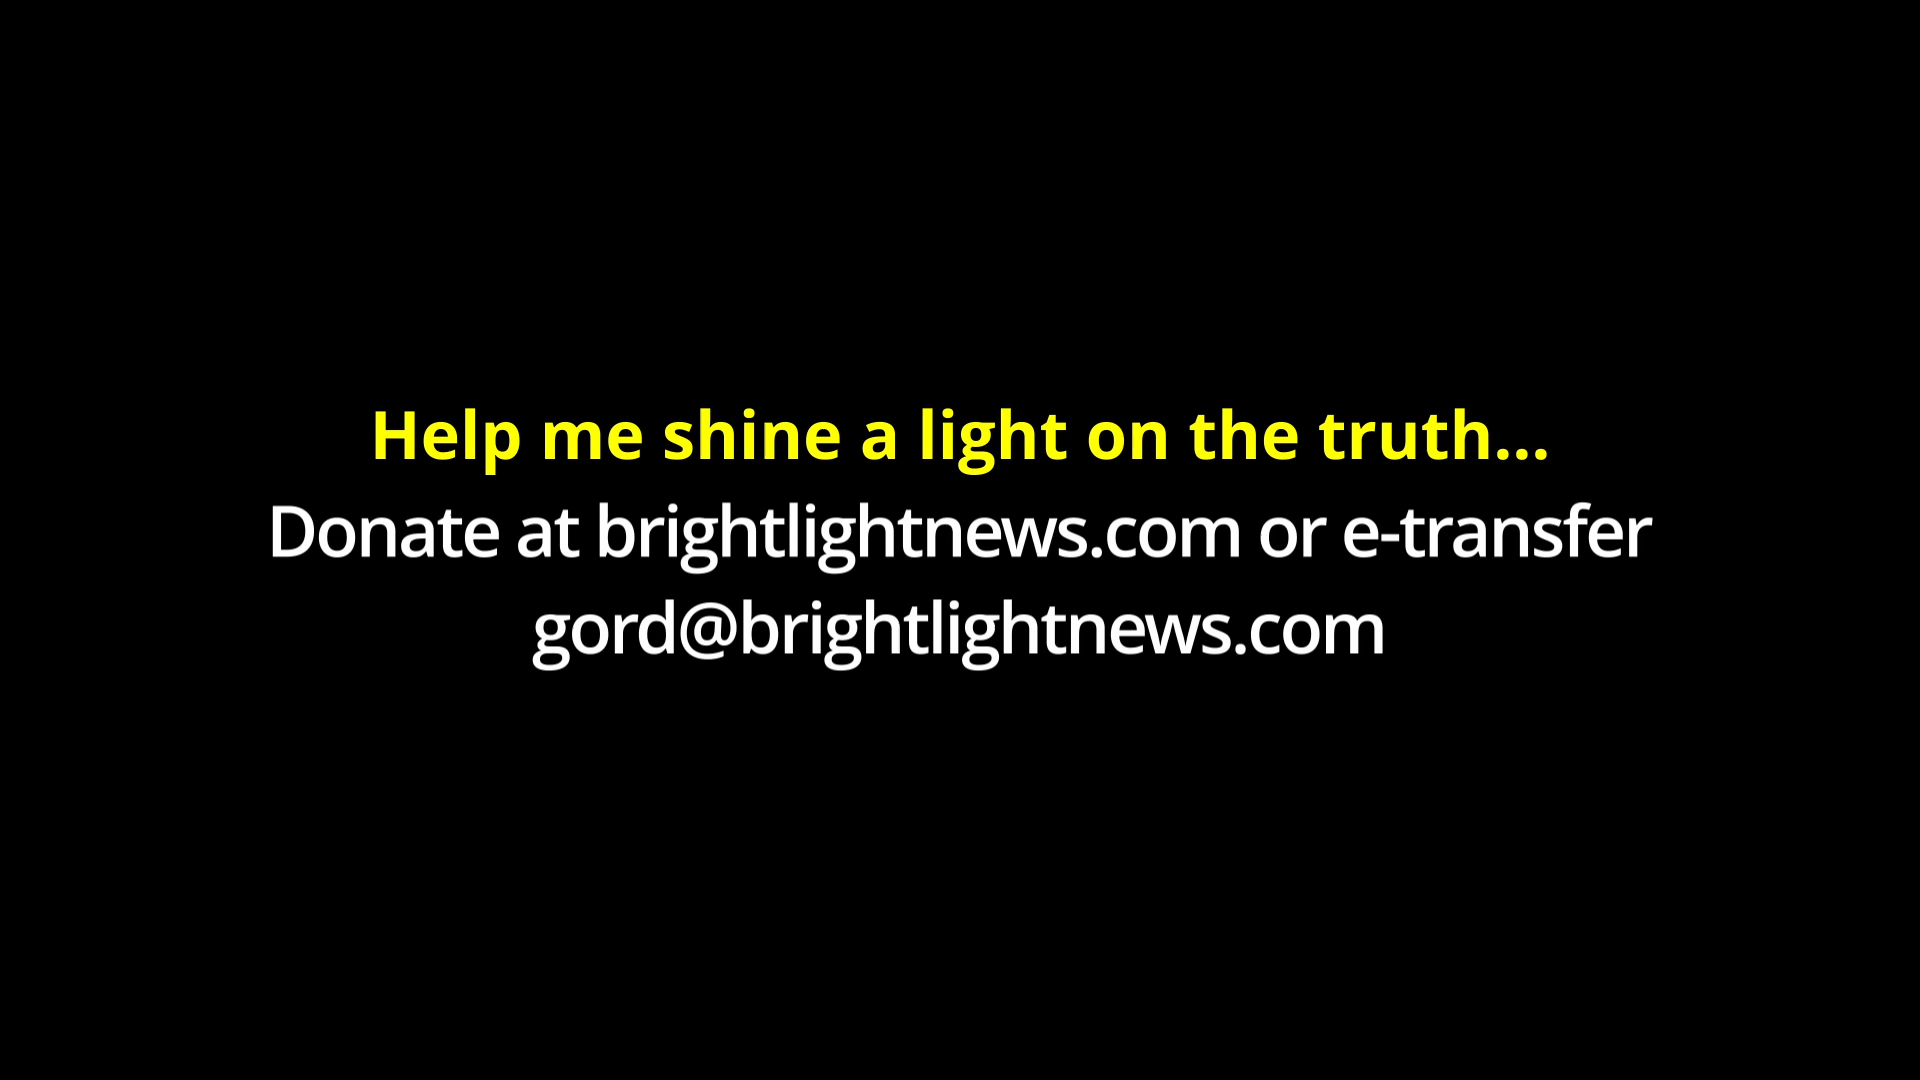 Help me shine a light on the truth...
Donate at brightlightnews.com or e-transfer
gord@brightlightnews.com